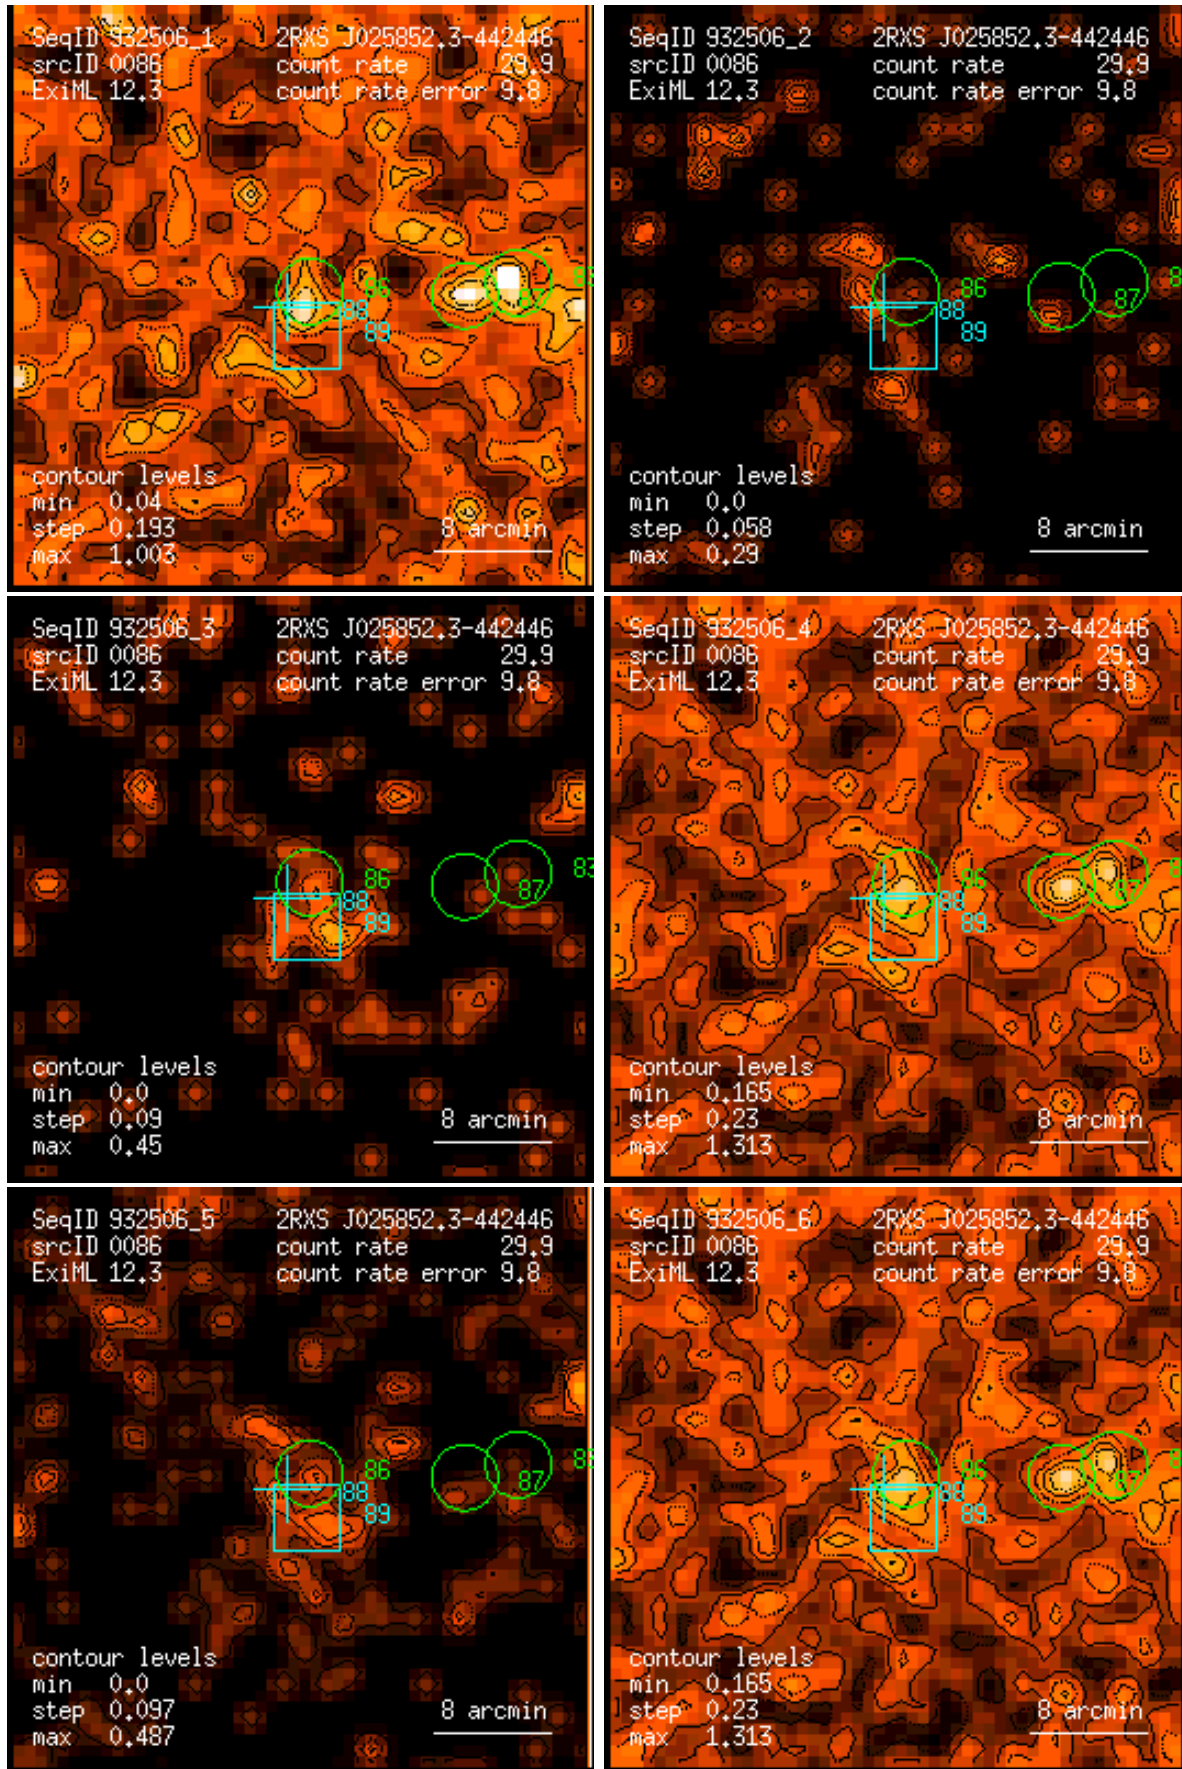 SeqID 932506_1 2RXS J025852.3-442446
srcID 0086 count rate 29.9
ExiML 12.3 count rate error 9.8
86
87
88
89
contour levels
min 0.04
step 0.193 8 arcmin
max 1.003
SeqID 932506_2 2RXS J025852.3-442446
srcID 0086 count rate 29.9
ExiML 12.3 count rate error 9.8
86
87
88
89
contour levels
min 0.0
step 0.058 8 arcmin
max 0.29
SeqID 932506_3 2RXS J025852.3-442446
srcID 0086 count rate 29.9
ExiML 12.3 count rate error 9.8
86
87
88
89
contour levels
min 0.0
step 0.09 8 arcmin
max 0.45
SeqID 932506_4 2RXS J025852.3-442446
srcID 0086 count rate 29.9
ExiML 12.3 count rate error 9.8
86
87
88
89
contour levels
min 0.165
step 0.23 8 arcmin
max 1.313
SeqID 932506_5 2RXS J025852.3-442446
srcID 0086 count rate 29.9
ExiML 12.3 count rate error 9.8
86
87
88
89
contour levels
min 0.0
step 0.097 8 arcmin
max 0.487
SeqID 932506_6 2RXS J025852.3-442446
srcID 0086 count rate 29.9
ExiML 12.3 count rate error 9.8
86
87
88
89
contour levels
min 0.165
step 0.23 8 arcmin
max 1.313